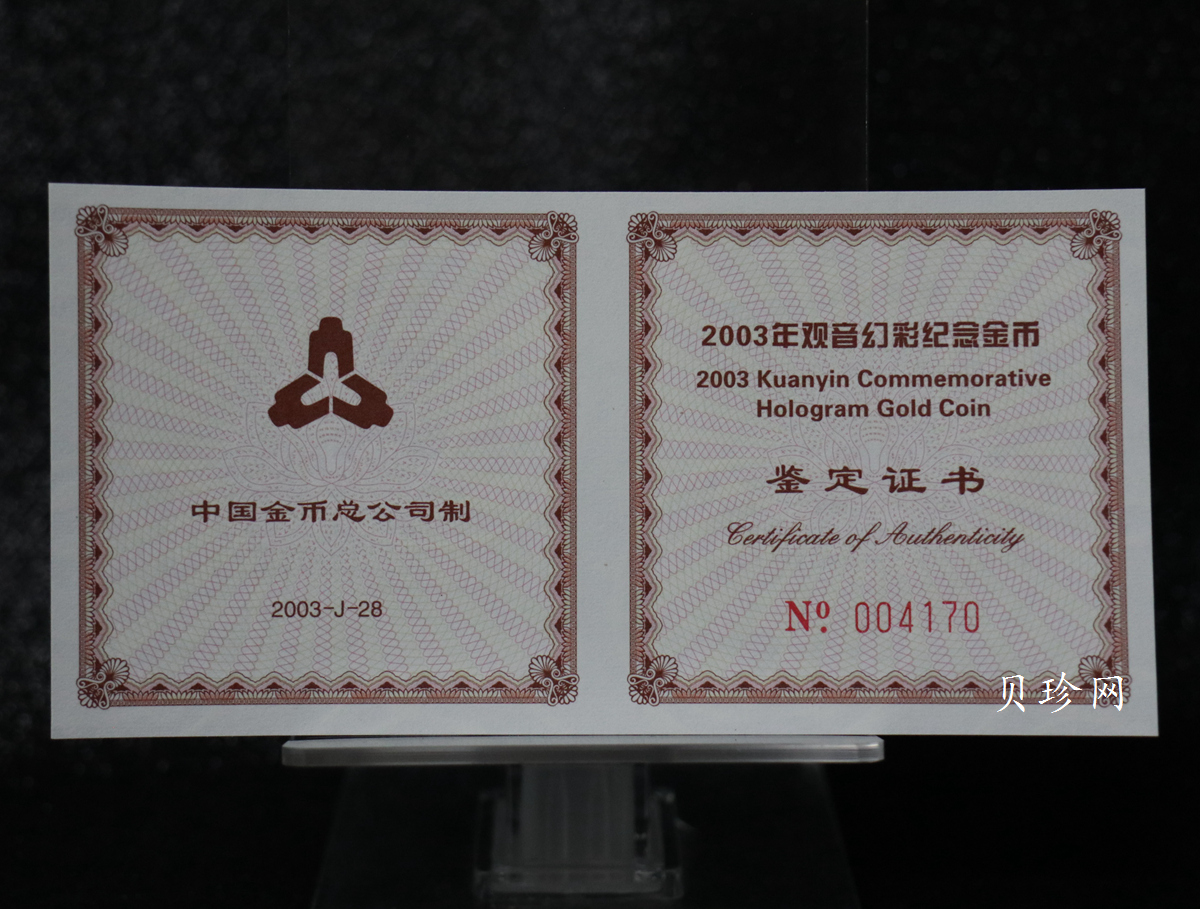 中国金币总公司制
2003-J-28
2003年观音幻彩纪念金币
2003 Kuanyin Commemorative
Hologram Gold Coin
鉴定证书
Certificate of Authenticity
Nº 004170
贝珍网